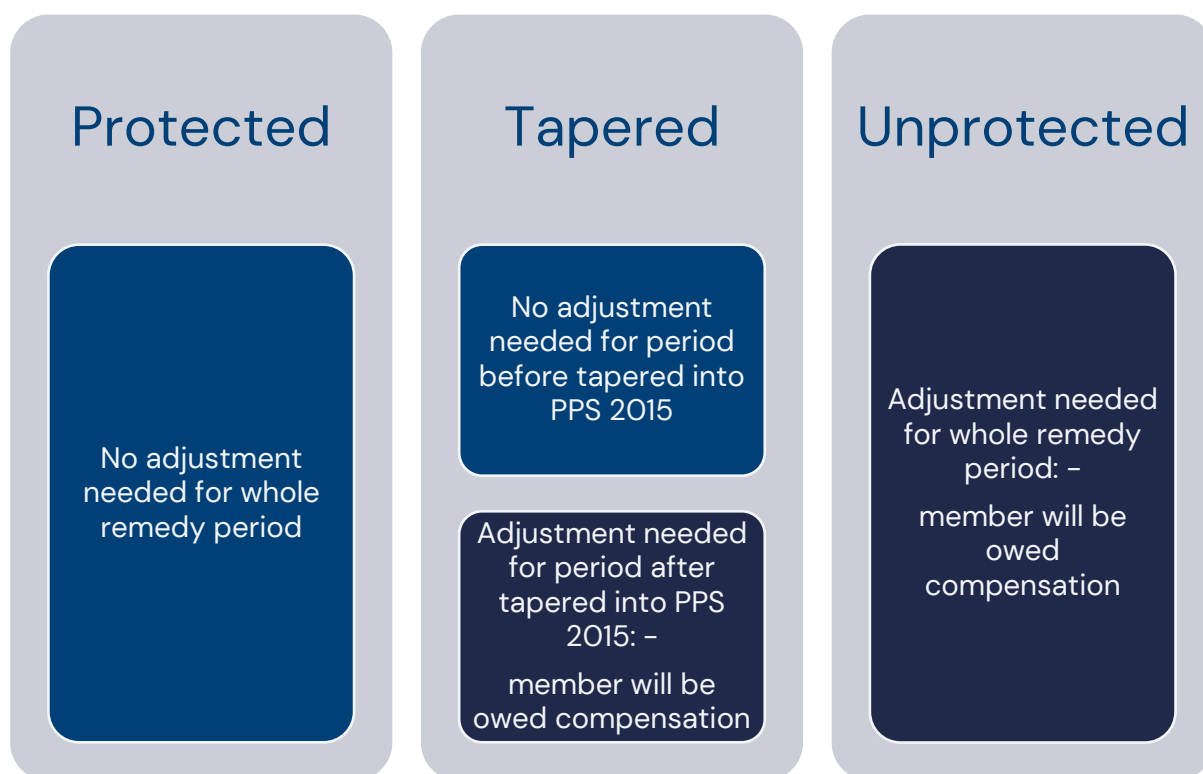 Protected
No adjustment
needed for whole
remedy period
Tapered
No adjustment
needed for period
before tapered into
PPS 2015
Adjustment needed
for period after
tapered into PPS
2015: -
member will be
owed compensation
Unprotected
Adjustment needed
for whole remedy
period: -
member will be
owed
compensation